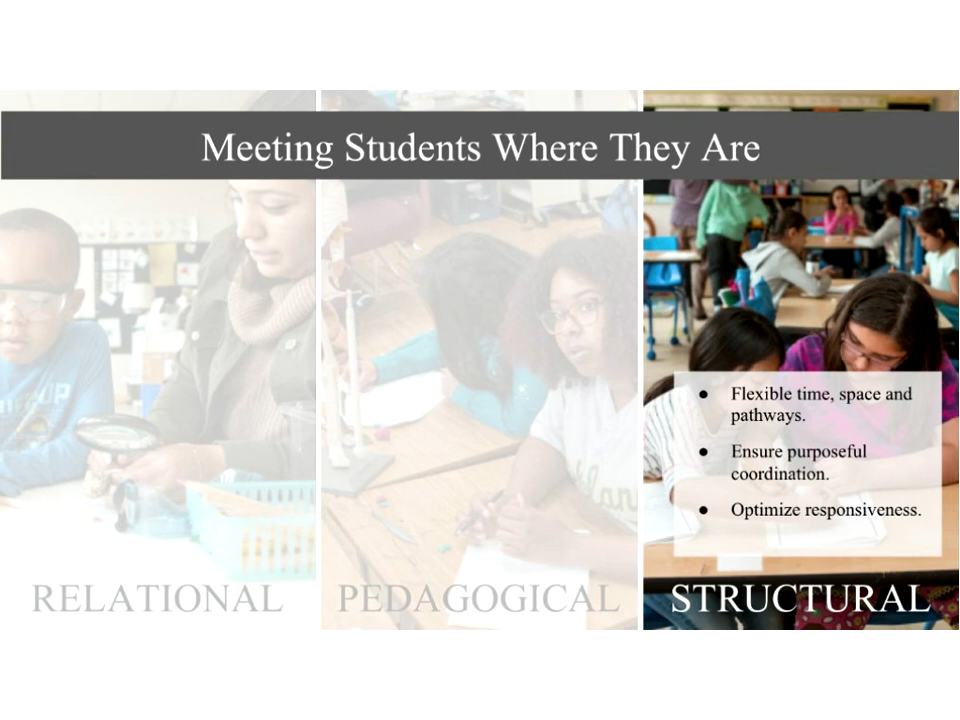 Meeting Students Where They Are
● Flexible time, space and
pathways.
● Ensure purposeful
coordination.
● Optimize responsiveness.
RELATIONAL
PEDAGOGICAL
STRUCTURAL